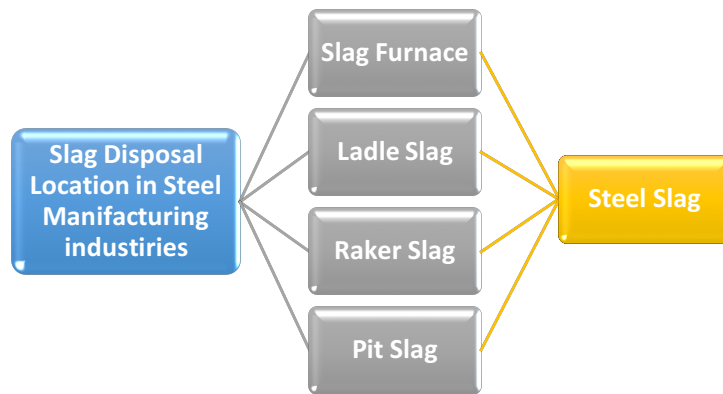 Slag Disposal
Location in Steel
Manifacturing
industiries
Slag Furnace
Ladle Slag
Raker Slag
Pit Slag
Steel Slag